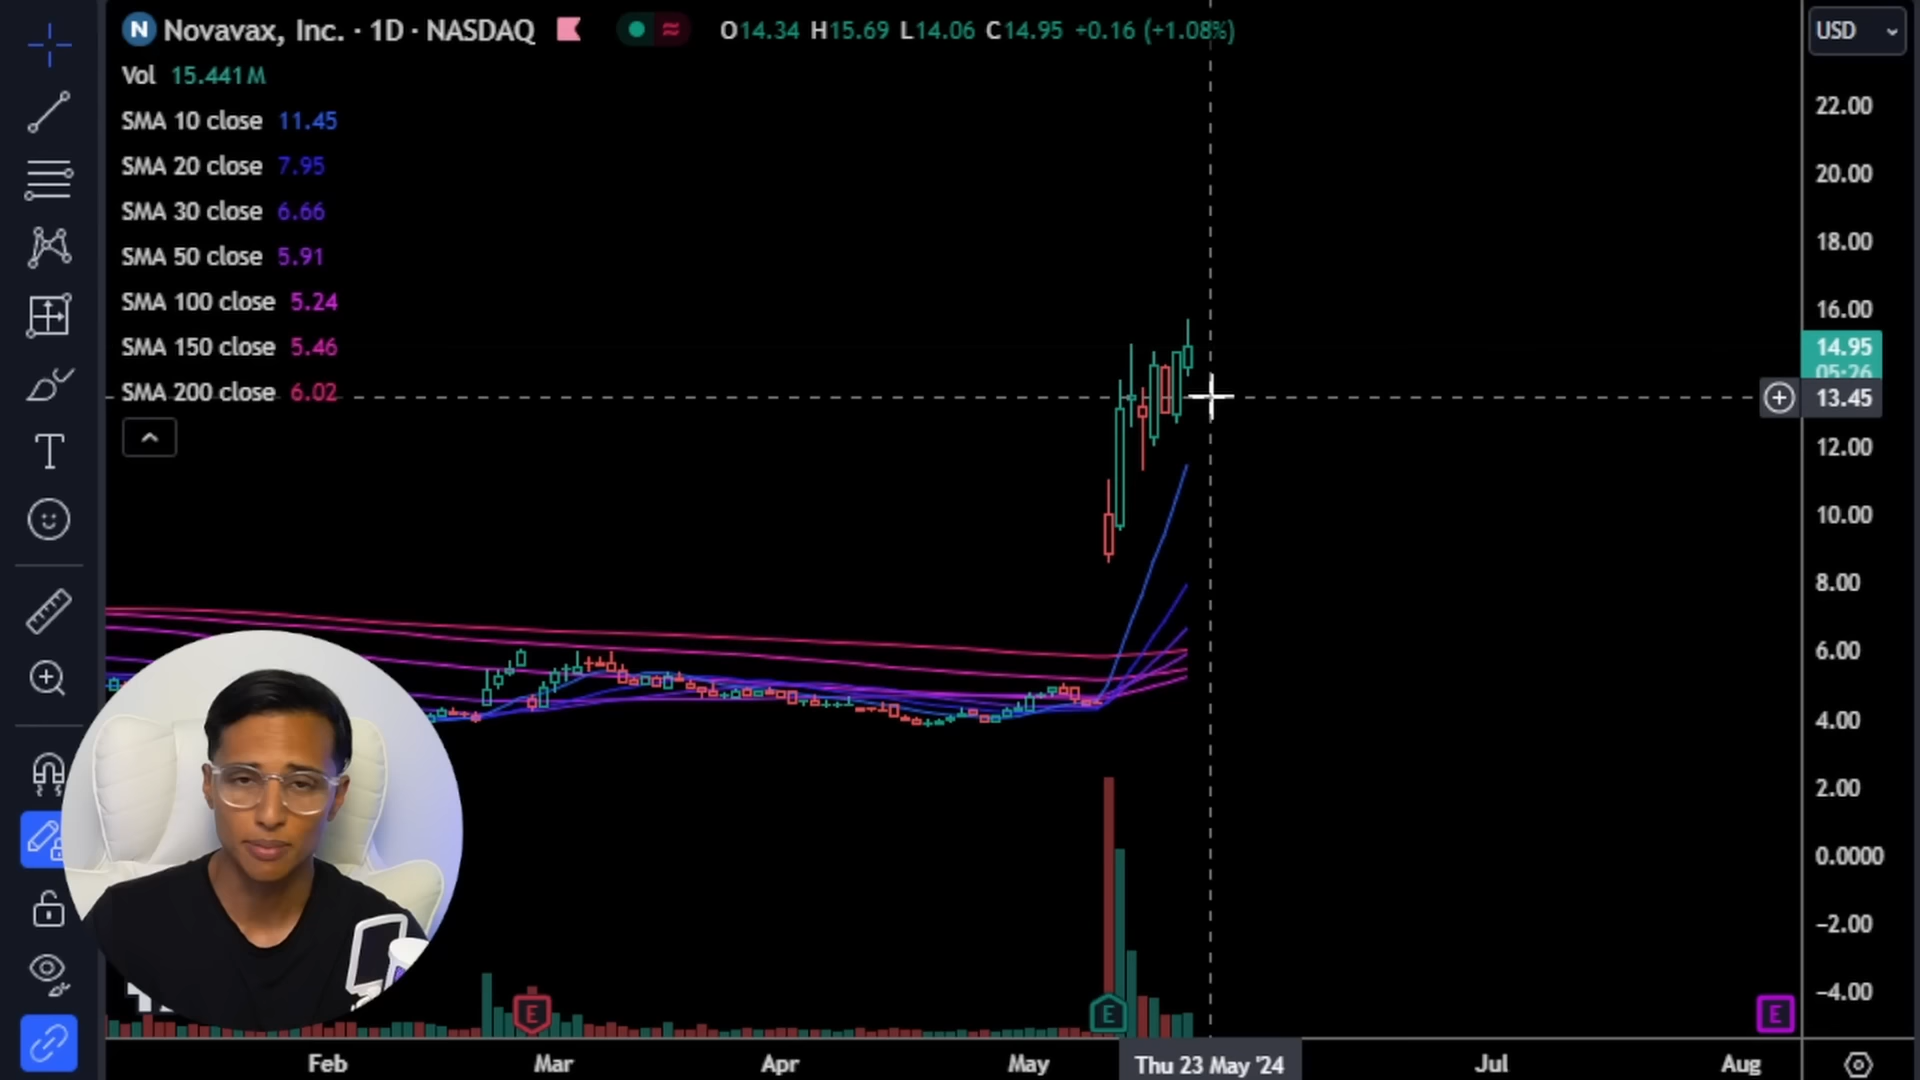 N Novavax, Inc. · 1D · NASDAQ O14.34 H15.69 L14.06 C14.95 +0.16 (+1.08%)
USD
Vol 15.441M
SMA 10 close 11.45
SMA 20 close 7.95
SMA 30 close 6.66
SMA 50 close 5.91
SMA 100 close 5.24
SMA 150 close 5.46
SMA 200 close 6.02
22.00
20.00
18.00
16.00
14.95
05:26
13.45
12.00
10.00
8.00
6.00
4.00
2.00
0.0000
−2.00
−4.00
T
E
E
E
Feb
Mar
Apr
May
Thu 23 May '24
Jul
Aug